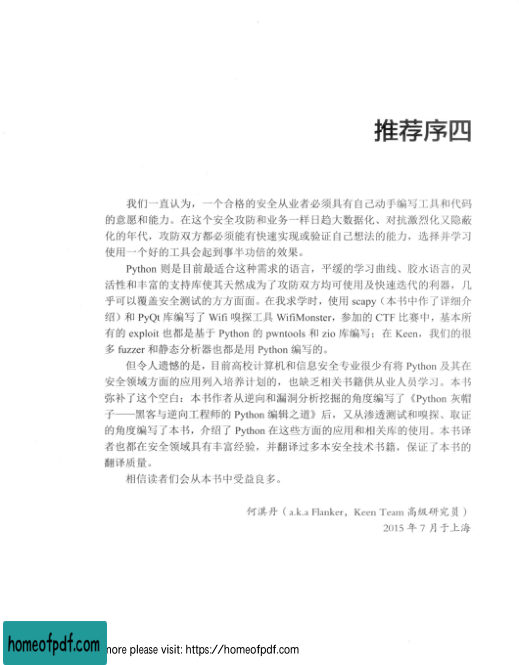 推荐序四
我们一直认为，一个合格的安全从业者必须具有自己动手编写工具和代码
的意愿和能力。在这个安全攻防和业务一样日趋大数据化、对抗激烈化又隐蔽
化的年代，攻防双方都必须能有快速实现或验证自己想法的能力，选择并学习
使用一个好的工具会起到事半功倍的效果。
Python 则是目前最适合这种需求的语言，平缓的学习曲线、胶水语言的灵
活性和丰富的支持库使其天然成为了攻防双方均可使用及快速迭代的利器，几
乎可以覆盖安全测试的方方面面。在我求学时，使用 scapy（本书中作了详细介
绍）和 PyQt 库编写了 Wifi 嗅探工具 WifiMonster，参加的 CTF 比赛中，基本所
有的 exploit 也都是基于 Python 的 pwntools 和 zio 库编写；在 Keen，我们的很
多 fuzzer 和静态分析器也都是用 Python 编写的。
但令人遗憾的是，目前高校计算机和信息安全专业很少有将 Python 及其在
安全领域方面的应用列入培养计划的，也缺乏相关书籍供从业人员学习。本书
弥补了这个空白：本书作者从逆向和漏洞分析挖掘的角度编写了《Python 灰帽
子——黑客与逆向工程师的 Python 编辑之道》后，又从渗透测试和嗅探、取证
的角度编写了本书，介绍了 Python 在这些方面的应用和相关库的使用。本书译
者也都在安全领域具有丰富经验，并翻译过多本安全技术书籍，保证了本书的
翻译质量。
相信读者们会从本书中受益良多。
何淇丹（a.k.a Flanker，Keen Team 高级研究员）
2015 年 7 月于上海
homeofpdf.com
more please visit: https://homeofpdf.com